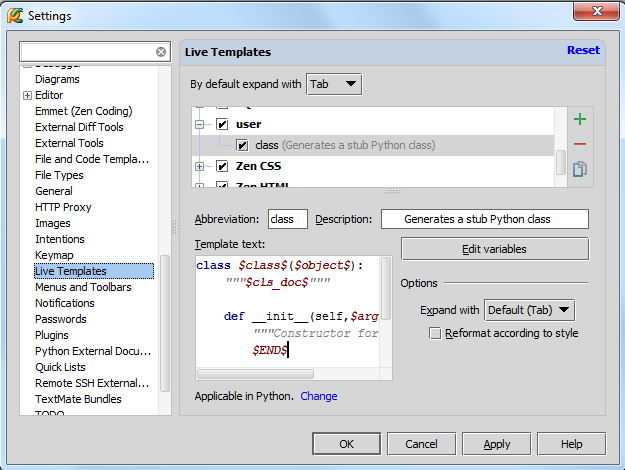 Settings
Live Templates
Reset
Diagrams
Editor
Emmet (Zen Coding)
External Diff Tools
External Tools
File and Code Templa...
File Types
General
HTTP Proxy
Images
Intentions
Keymap
Live Templates
Menus and Toolbars
Notifications
Passwords
Plugins
Python External Docu...
Quick Lists
Remote SSH External...
TextMate Bundles
TODO
By default expand with Tab
user
class (Generates a stub Python class)
Zen CSS
Zen HTML
Abbreviation: class Description: Generates a stub Python class
Template text:
Edit variables
class $class$($object$):
"""$cls_doc$"""
def __init__(self,$arg
"""Constructor for
$END$
Options
Expand with Default (Tab)
Reformat according to style
Applicable in Python. Change
OK Cancel Apply Help